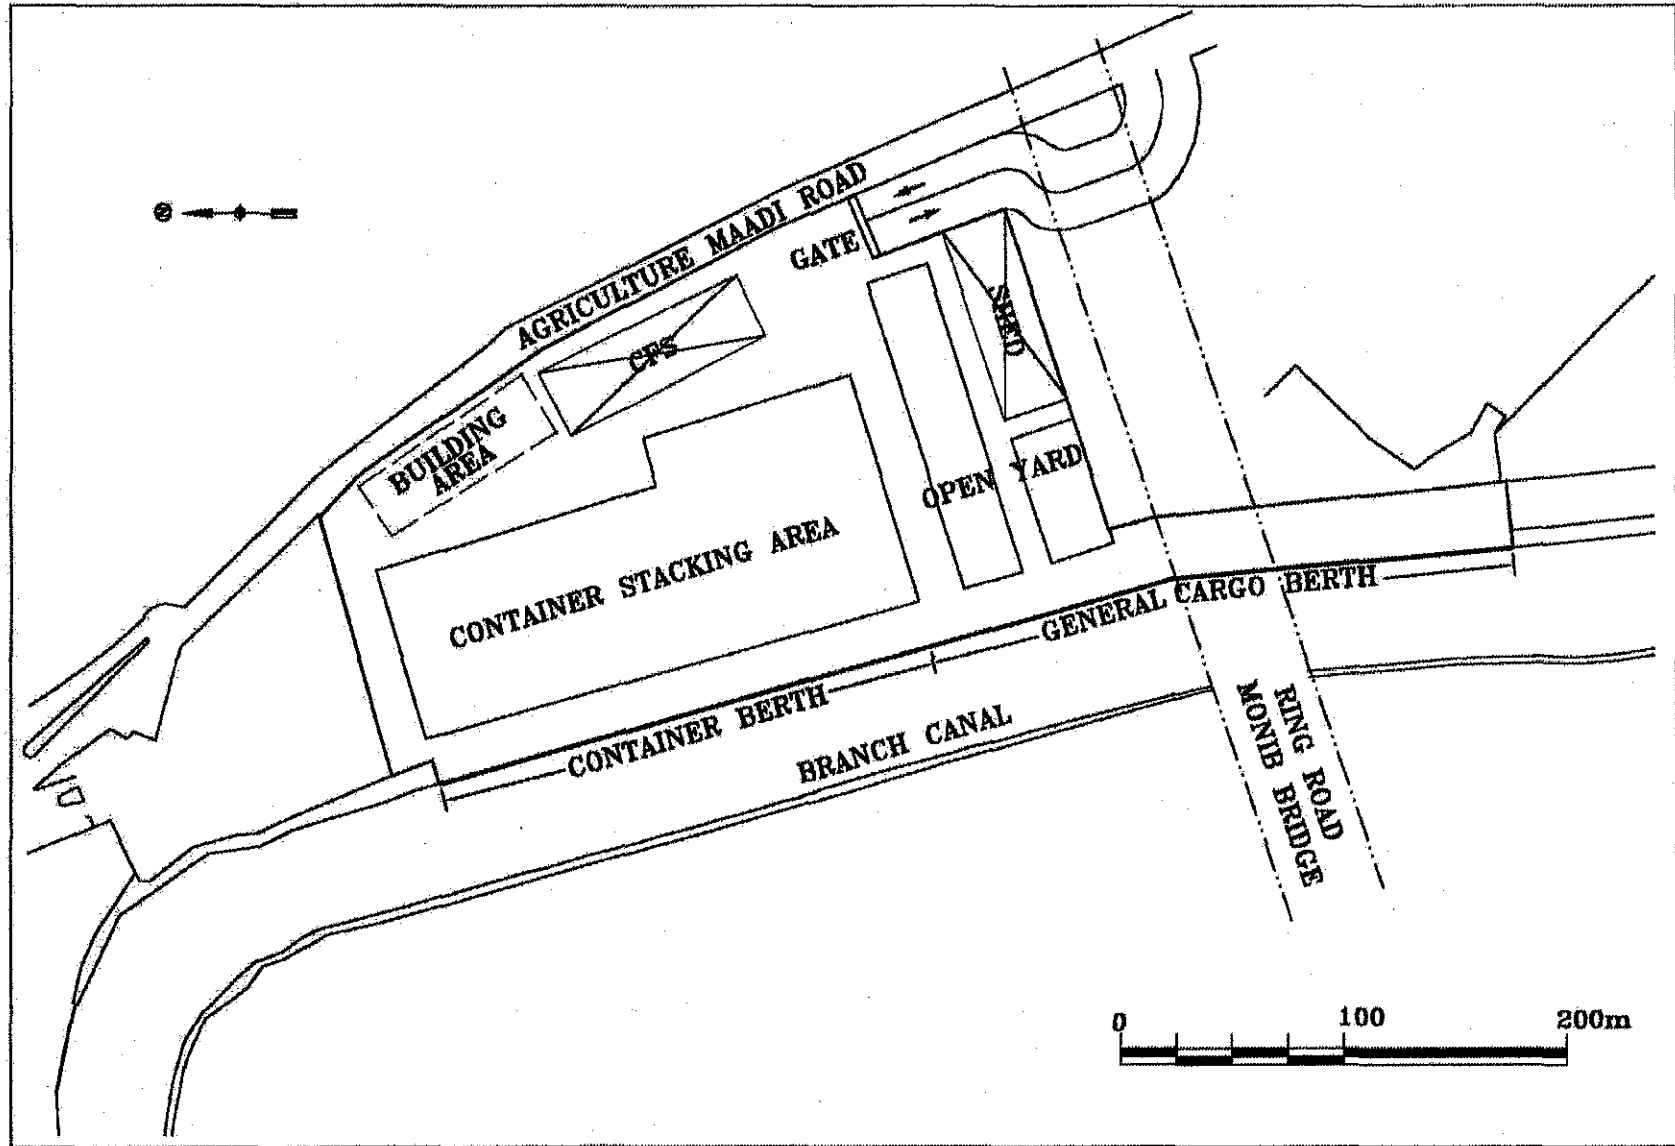 AGRICULTURE MAADI ROAD
GATE
SHED
CFS
BUILDING
AREA
OPEN YARD
CONTAINER STACKING AREA
GENERAL CARGO BERTH
CONTAINER BERTH
BRANCH CANAL
RING ROAD
MONIB BRIDGE
0 100 200m